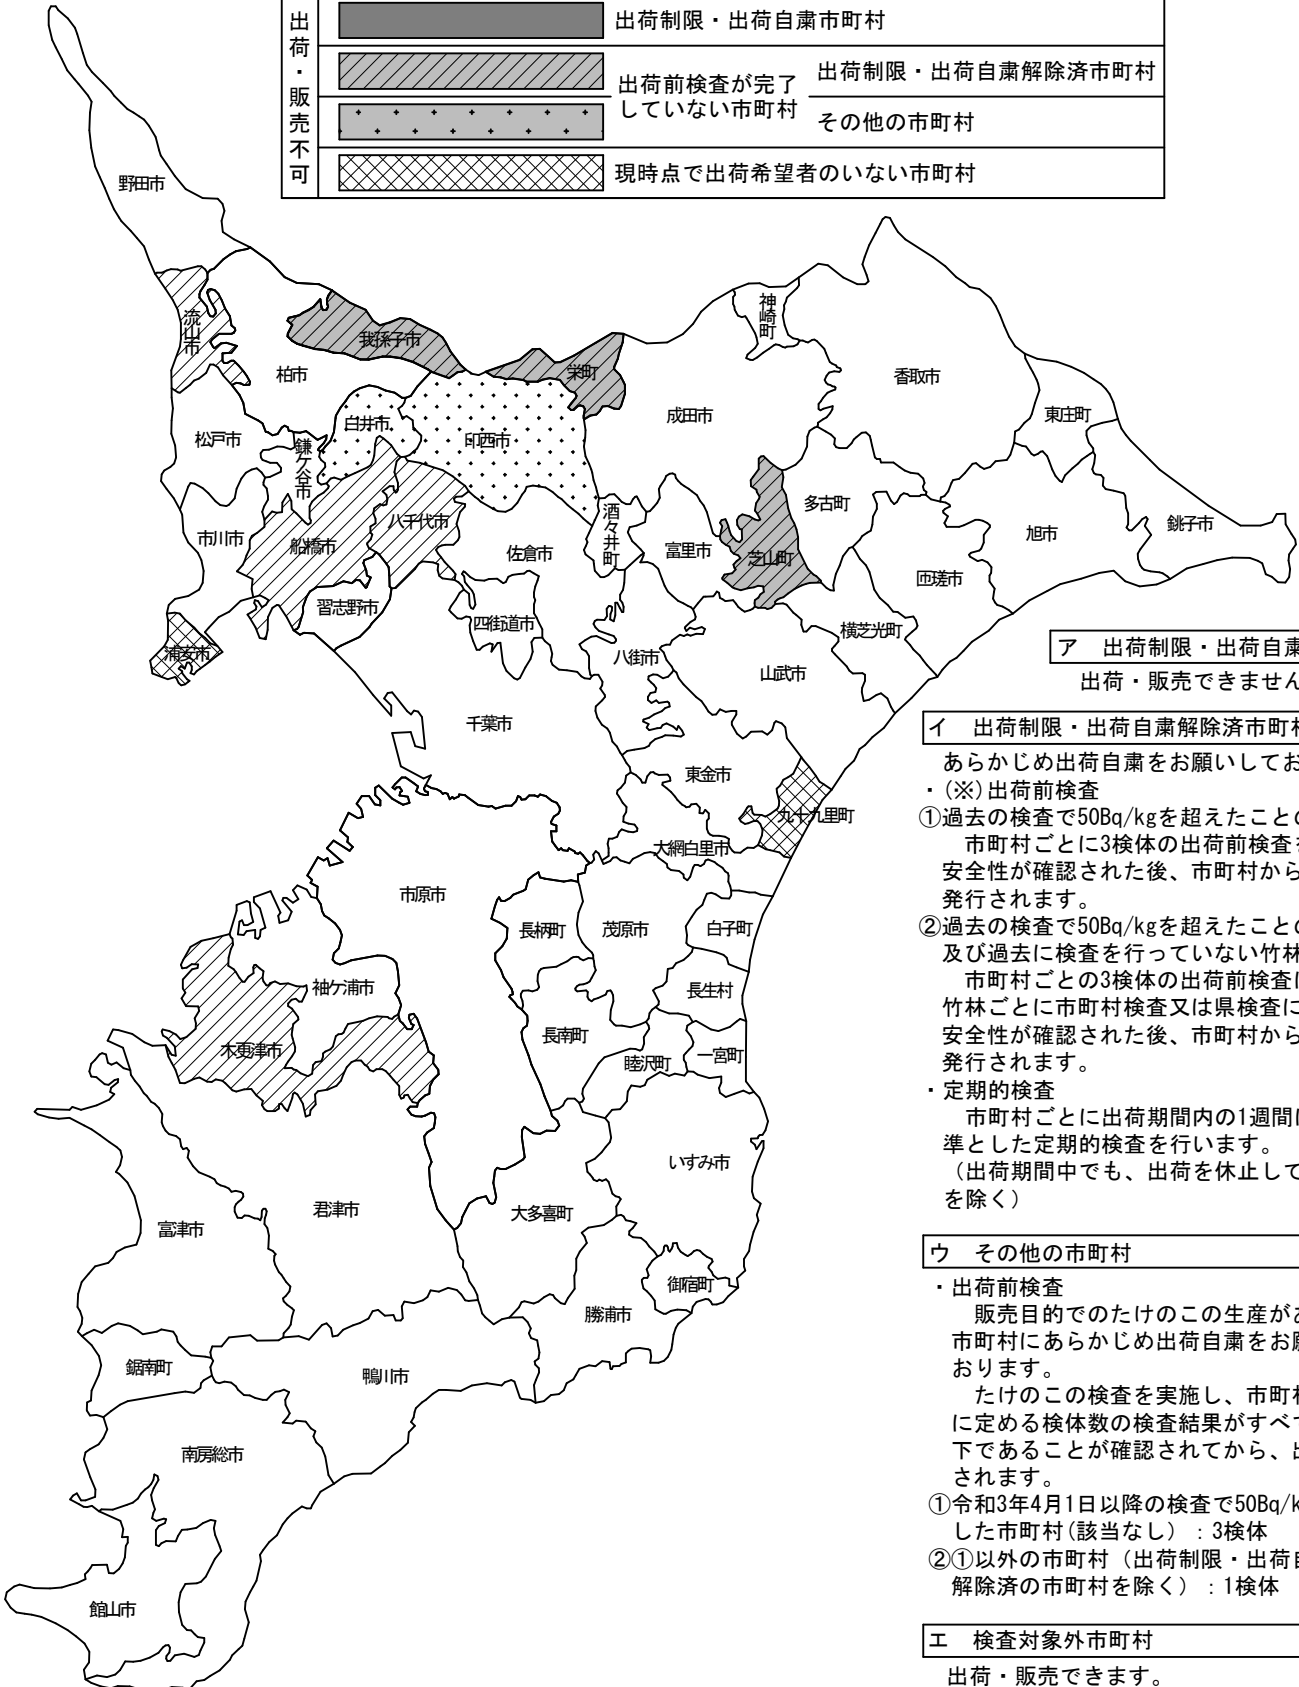 出荷・販売不可
出荷制限・出荷自粛市町村
出荷前検査が完了
していない市町村
出荷制限・出荷自粛解除済市町村
その他の市町村
現時点で出荷希望者のいない市町村
野田市
流山市
我孫子市
柏市
栄町
神崎町
香取市
成田市
東庄町
松戸市
鎌ケ谷市
白井市
印西市
多古町
銚子市
旭市
市川市
船橋市
八千代市
佐倉市
酒々井町
富里市
芝山町
匝瑳市
習志野市
四街道市
横芝光町
浦安市
八街市
山武市
千葉市
東金市
九十九里町
大網白里市
市原市
長柄町
茂原市
白子町
袖ケ浦市
長生村
長南町
木更津市
睦沢町
一宮町
いすみ市
君津市
大多喜町
富津市
御宿町
勝浦市
鋸南町
鴨川市
南房総市
館山市
ア 出荷制限・出荷自粛
出荷・販売できません
イ 出荷制限・出荷自粛解除済市町村
あらかじめ出荷自粛をお願いしてお
・(※)出荷前検査
①過去の検査で50Bq/kgを超えたことの
市町村ごとに3検体の出荷前検査を
安全性が確認された後、市町村から
発行されます。
②過去の検査で50Bq/kgを超えたことの
及び過去に検査を行っていない竹林
市町村ごとの3検体の出荷前検査に
竹林ごとに市町村検査又は県検査に
安全性が確認された後、市町村から
発行されます。
・定期的検査
市町村ごとに出荷期間内の1週間に
準とした定期的検査を行います。
（出荷期間中でも、出荷を休止して
を除く）
ウ その他の市町村
・出荷前検査
販売目的でのたけのこの生産があ
市町村にあらかじめ出荷自粛をお願
おります。
たけのこの検査を実施し、市町村
に定める検体数の検査結果がすべて
下であることが確認されてから、出
されます。
①令和3年4月1日以降の検査で50Bq/k
した市町村(該当なし）：3検体
②①以外の市町村（出荷制限・出荷自
解除済の市町村を除く）：1検体
エ 検査対象外市町村
出荷・販売できます。